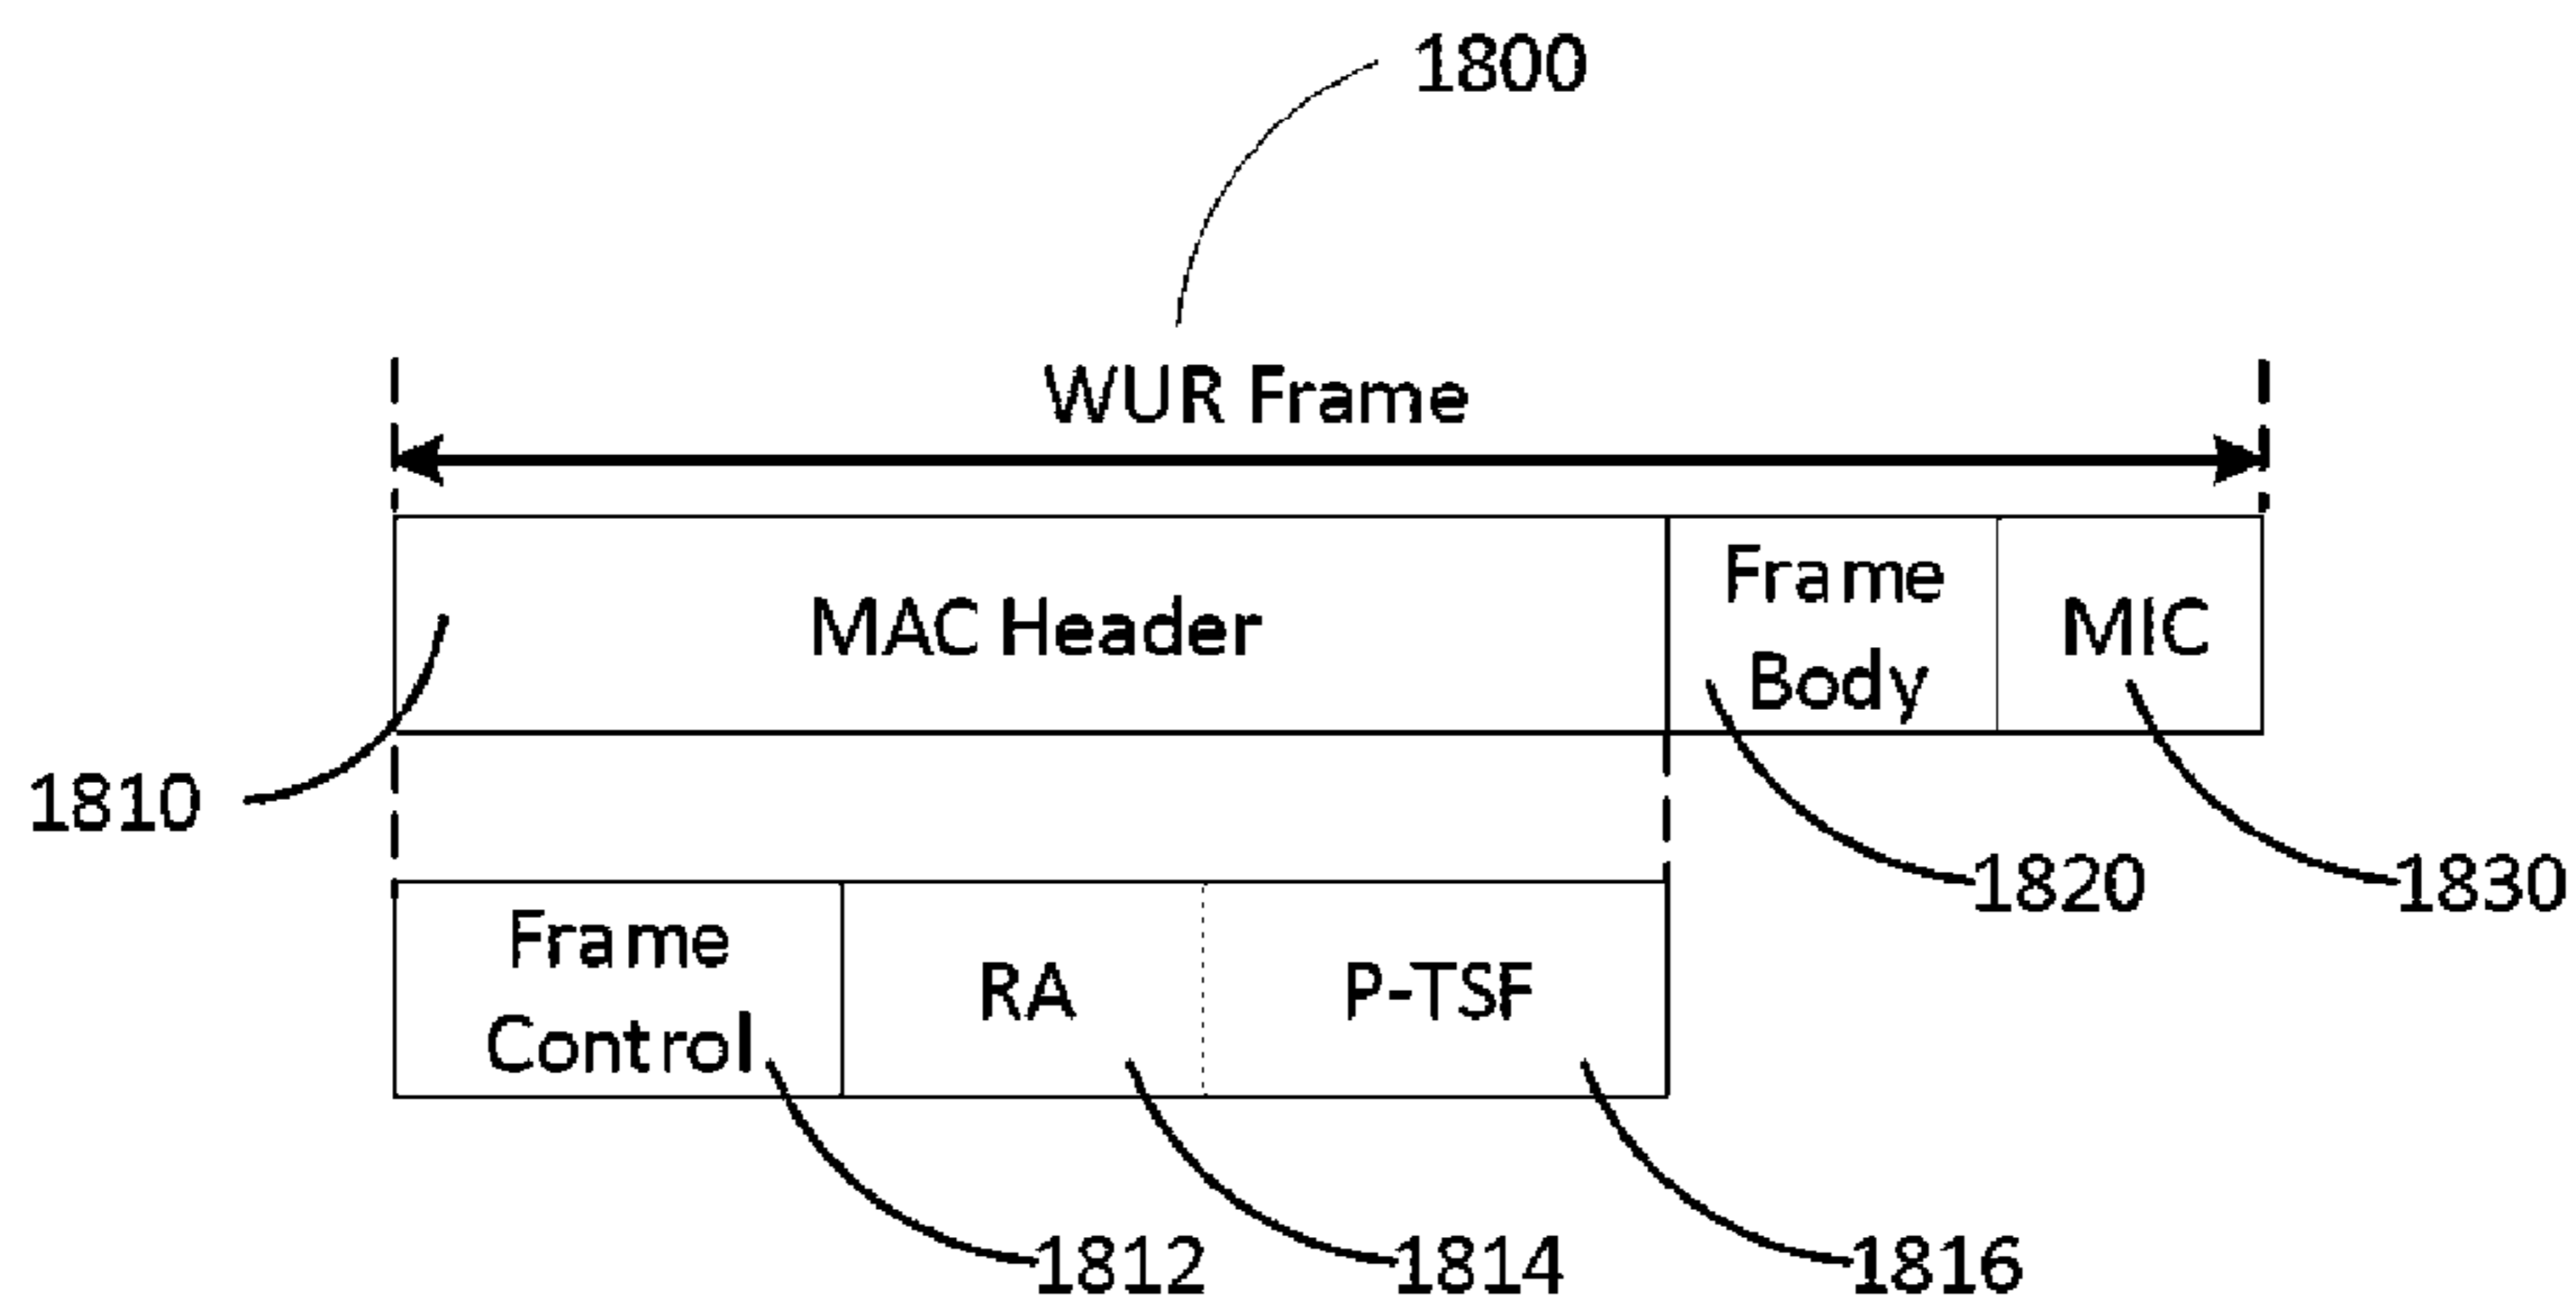 1800
WUR Frame
MAC Header
Frame
Body
MIC
1810
1820
1830
Frame
Control
RA
P-TSF
1812
1814
1816